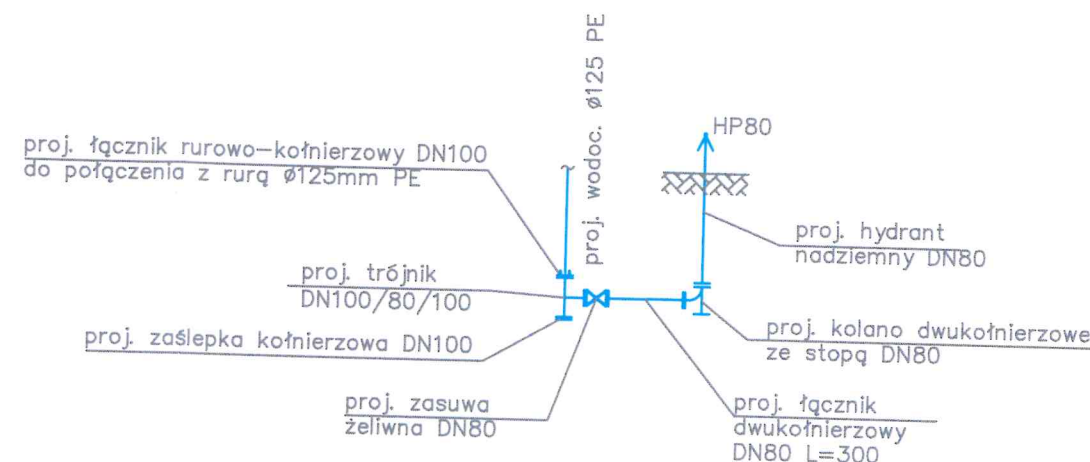 proj. wodoc. ø125 PE
HP80
proj. łącznik rurowo-kołnierzowy DN100
do połączenia z rurą ø125mm PE
proj. hydrant
nadziemny DN80
proj. trójnik
DN100/80/100
proj. zaślepka kołnierzowa DN100
proj. kolano dwukołnierzowe
ze stopą DN80
proj. zasuwa
żeliwna DN80
proj. łącznik
dwukołnierzowy
DN80 L=300